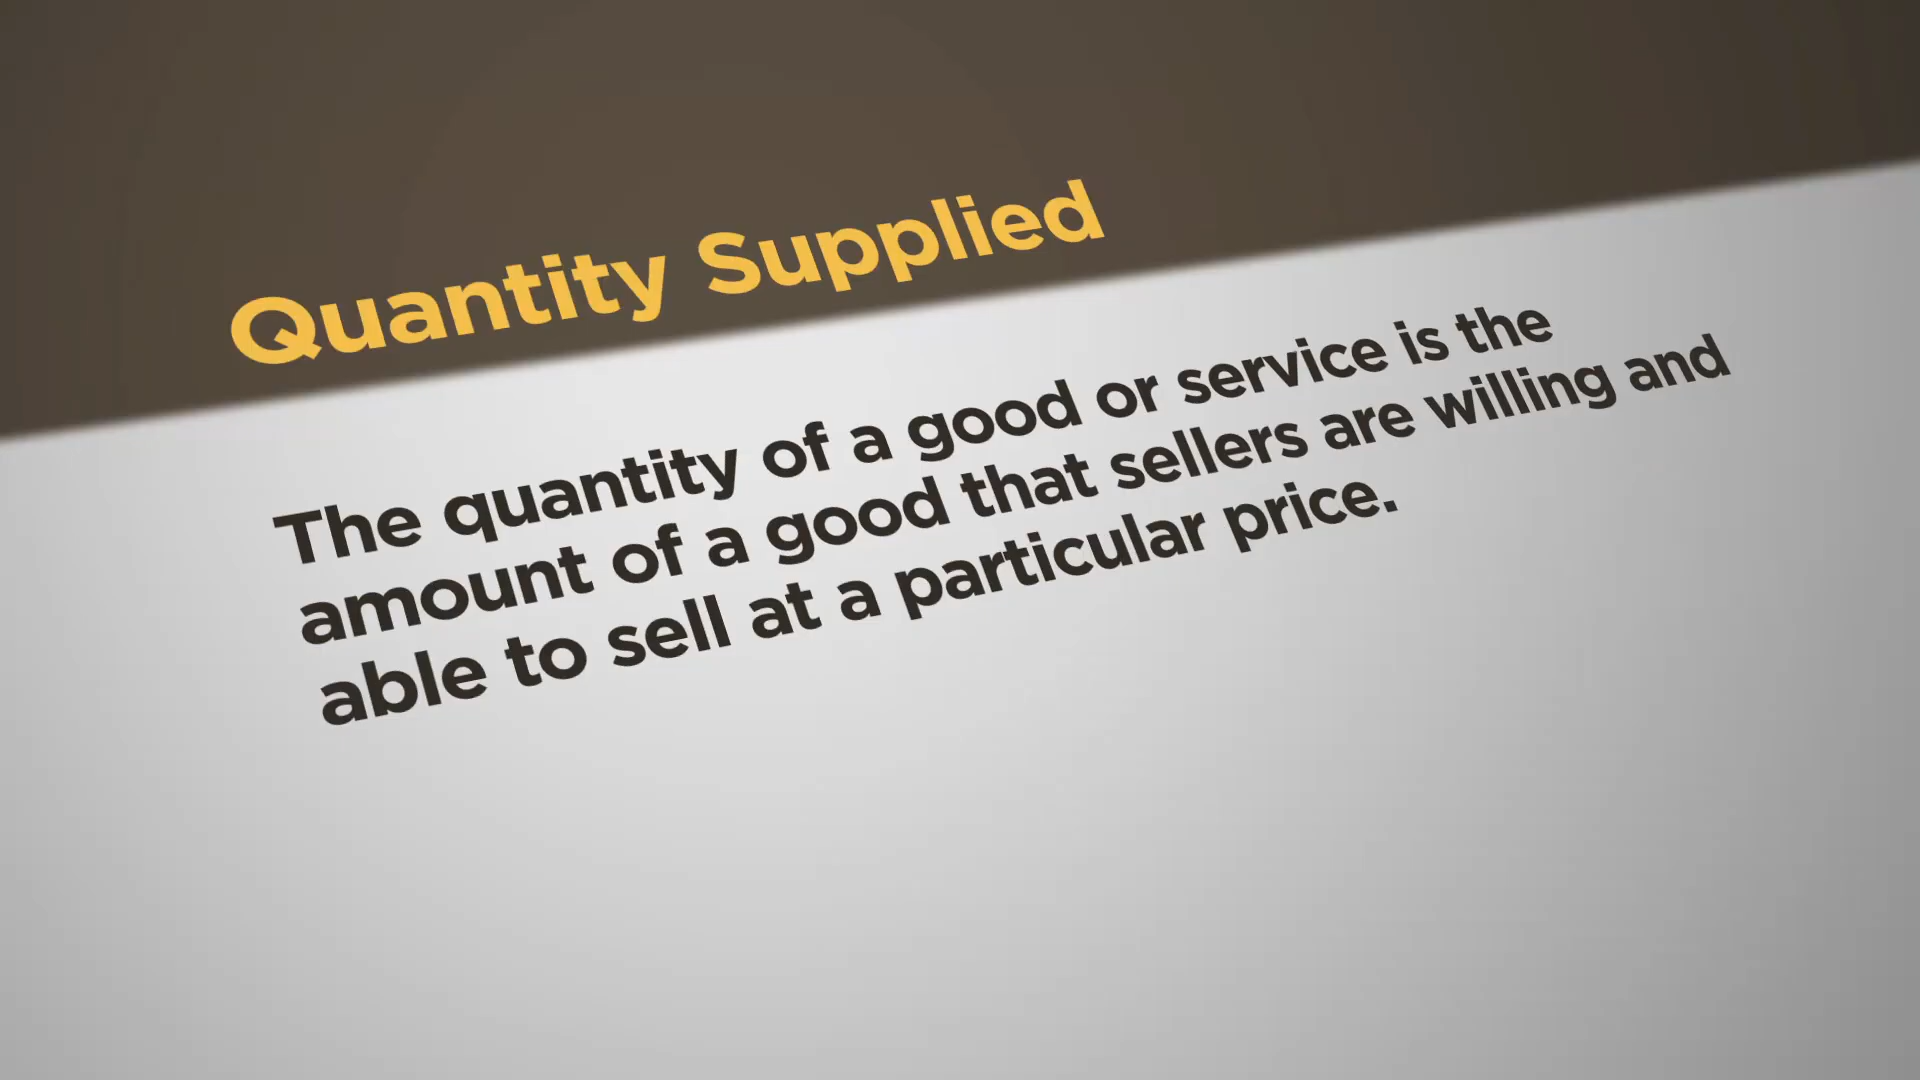 Quantity Supplied
The quantity of a good or service is the
amount of a good that sellers are willing and
able to sell at a particular price.